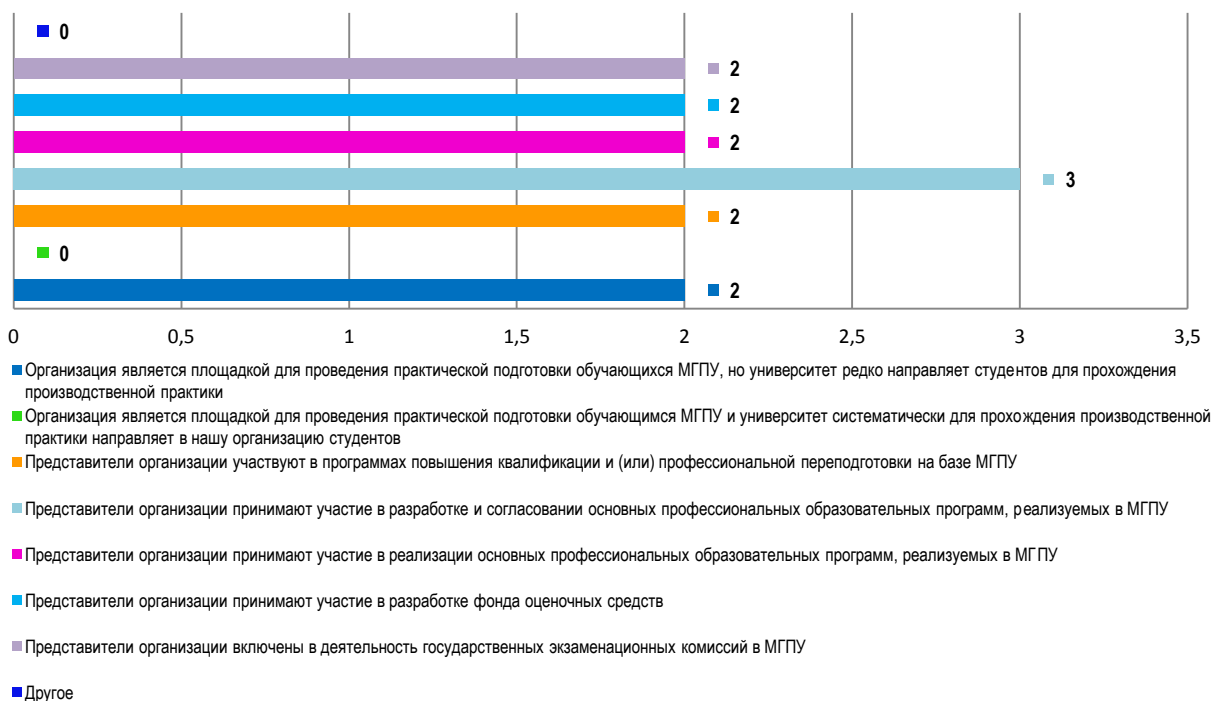 0
2
2
2
3
2
0
2
0 0,5 1 1,5 2 2,5 3 3,5
Организация является площадкой для проведения практической подготовки обучающихся МГПУ, но университет редко направляет студентов для прохождения
производственной практики
Организация является площадкой для проведения практической подготовки обучающимся МГПУ и университет систематически для прохождения производственной
практики направляет в нашу организацию студентов
Представители организации участвуют в программах повышения квалификации и (или) профессиональной переподготовки на базе МГПУ
Представители организации принимают участие в разработке и согласовании основных профессиональных образовательных программ, реализуемых в МГПУ
Представители организации принимают участие в реализации основных профессиональных образовательных программ, реализуемых в МГПУ
Представители организации принимают участие в разработке фонда оценочных средств
Представители организации включены в деятельность государственных экзаменационных комиссий в МГПУ
Другое